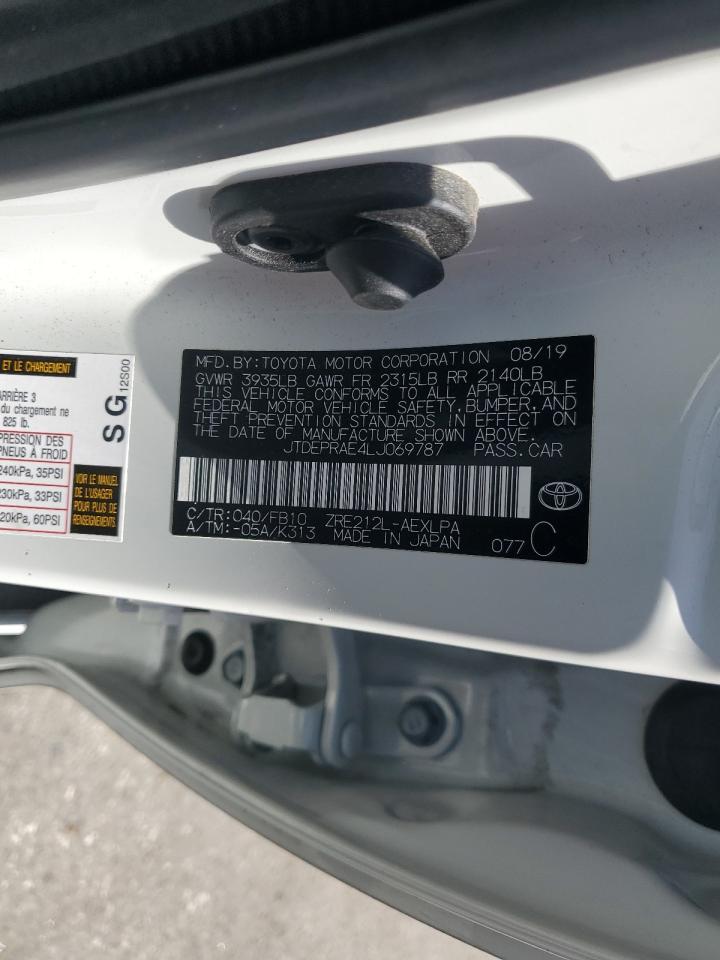 ET LE CHARGEMENT
ARRIÈRE 3
du chargement ne
825 lb.
PRESSION DES
PNEUS À FROID
240kPa, 35PSI
230kPa, 33PSI
20kPa, 60PSI
SG 12S00
VOIR LE MANUEL
DE L'USAGER
POUR PLUS DE
RENSEIGNEMENTS
MFD. BY: TOYOTA MOTOR CORPORATION 08/19
GVWR 3935LB GAWR FR 2315LB RR 2140LB
THIS VEHICLE CONFORMS TO ALL APPLICABLE
FEDERAL MOTOR VEHICLE SAFETY, BUMPER, AND
THEFT PREVENTION STANDARDS IN EFFECT ON
THE DATE OF MANUFACTURE SHOWN ABOVE.
JTDEPRAE4LJ069787 PASS. CAR
C/TR: 040/FB10 ZRE212L-AEXLPA
A/TM: -05A/K313 MADE IN JAPAN 077 C